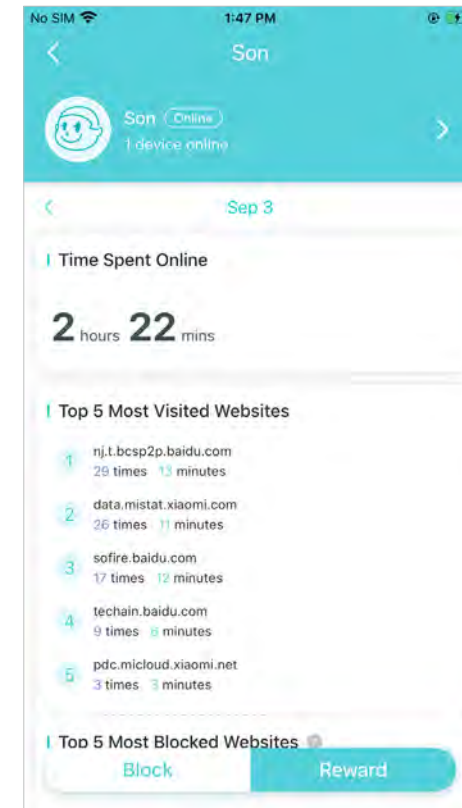 No SIM 1:47 PM
Son
Son Online
1 device online
Sep 3
Time Spent Online
2 hours 22 mins
Top 5 Most Visited Websites
1 nj.t.bcsp2p.baidu.com
29 times 13 minutes
2 data.mistat.xiaomi.com
26 times 11 minutes
3 sofire.baidu.com
17 times 12 minutes
4 techain.baidu.com
9 times 6 minutes
5 pdc.micloud.xiaomi.net
3 times 3 minutes
Top 5 Most Blocked Websites
Block Reward